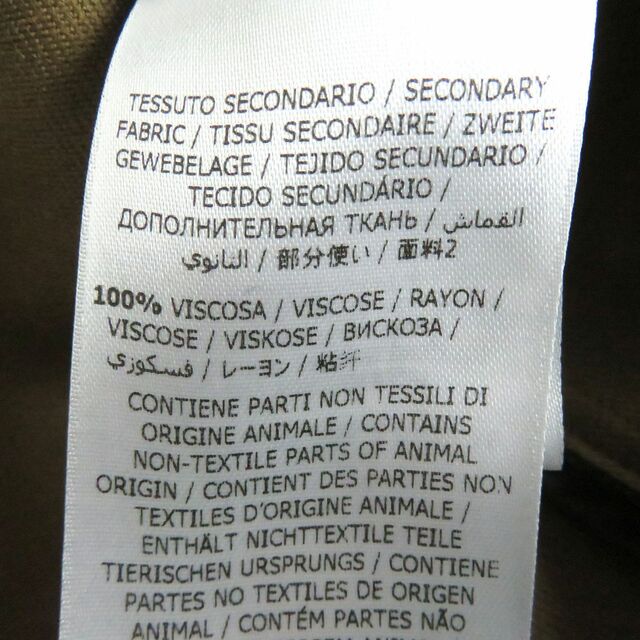 TESSUTO SECONDARIO / SECONDARY
FABRIC / TISSU SECONDAIRE / ZWEITE
GEWEBELAGE / TEJIDO SECUNDARIO /
TECIDO SECUNDÁRIO /
ДОПОЛНИТЕЛЬНАЯ ТКАНЬ / القماش
الثانوي / 部分使い / 面料2
100% VISCOSA / VISCOSE / RAYON /
VISCOSE / VISKOSE / ВИСКОЗА /
فسكوزي / レーヨン / 粘纤
CONTIENE PARTI NON TESSILI DI
ORIGINE ANIMALE / CONTAINS
NON-TEXTILE PARTS OF ANIMAL
ORIGIN / CONTIENT DES PARTIES NON
TEXTILES D'ORIGINE ANIMALE /
ENTHÄLT NICHTTEXTILE TEILE
TIERISCHEN URSPRUNGS / CONTIENE
PARTES NO TEXTILES DE ORIGEN
ANIMAL / CONTÉM PARTES NÃO